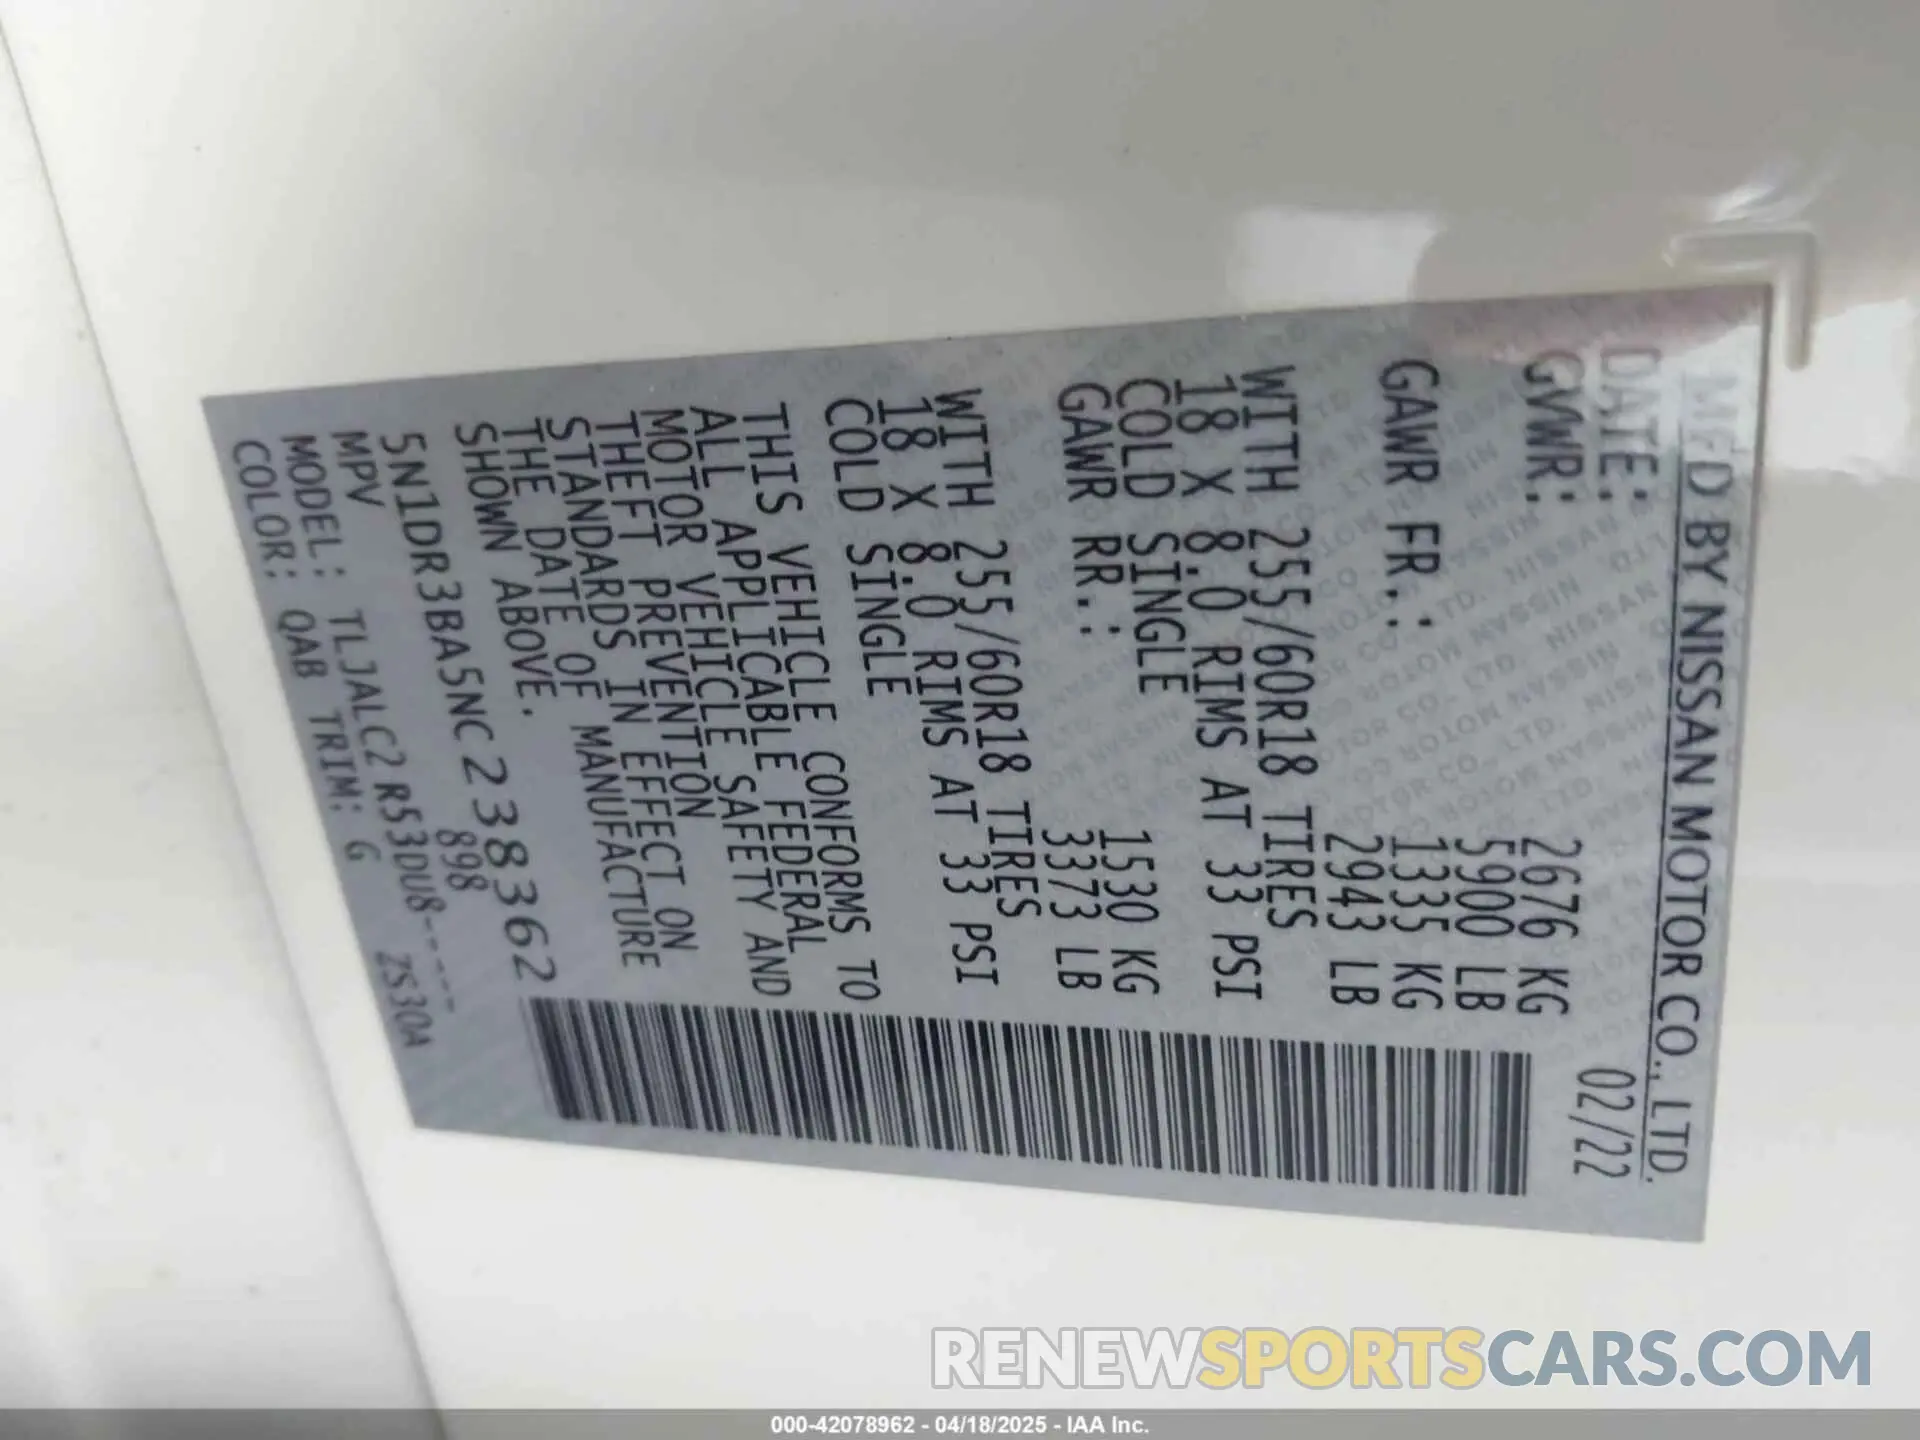 MFD BY NISSAN MOTOR CO., LTD.
DATE: 02/22
GVWR: 2676 KG
5900 LB
GAWR FR.: 1335 KG
2943 LB
WITH 255/60R18 TIRES
18 X 8.0 RIMS AT 33 PSI
COLD SINGLE
GAWR RR.: 1530 KG
3373 LB
WITH 255/60R18 TIRES
18 X 8.0 RIMS AT 33 PSI
COLD SINGLE
THIS VEHICLE CONFORMS TO
ALL APPLICABLE FEDERAL
MOTOR VEHICLE SAFETY AND
THEFT PREVENTION
STANDARDS IN EFFECT ON
THE DATE OF MANUFACTURE
SHOWN ABOVE.
5N1DR3BA5NC238362
MPV 898
MODEL: TLJALC2 R53DU8-----
COLOR: QAB TRIM: G ZS30A
RENEWSPORTSCARS.COM
000-42078962 - 04/18/2025 - IAA Inc.